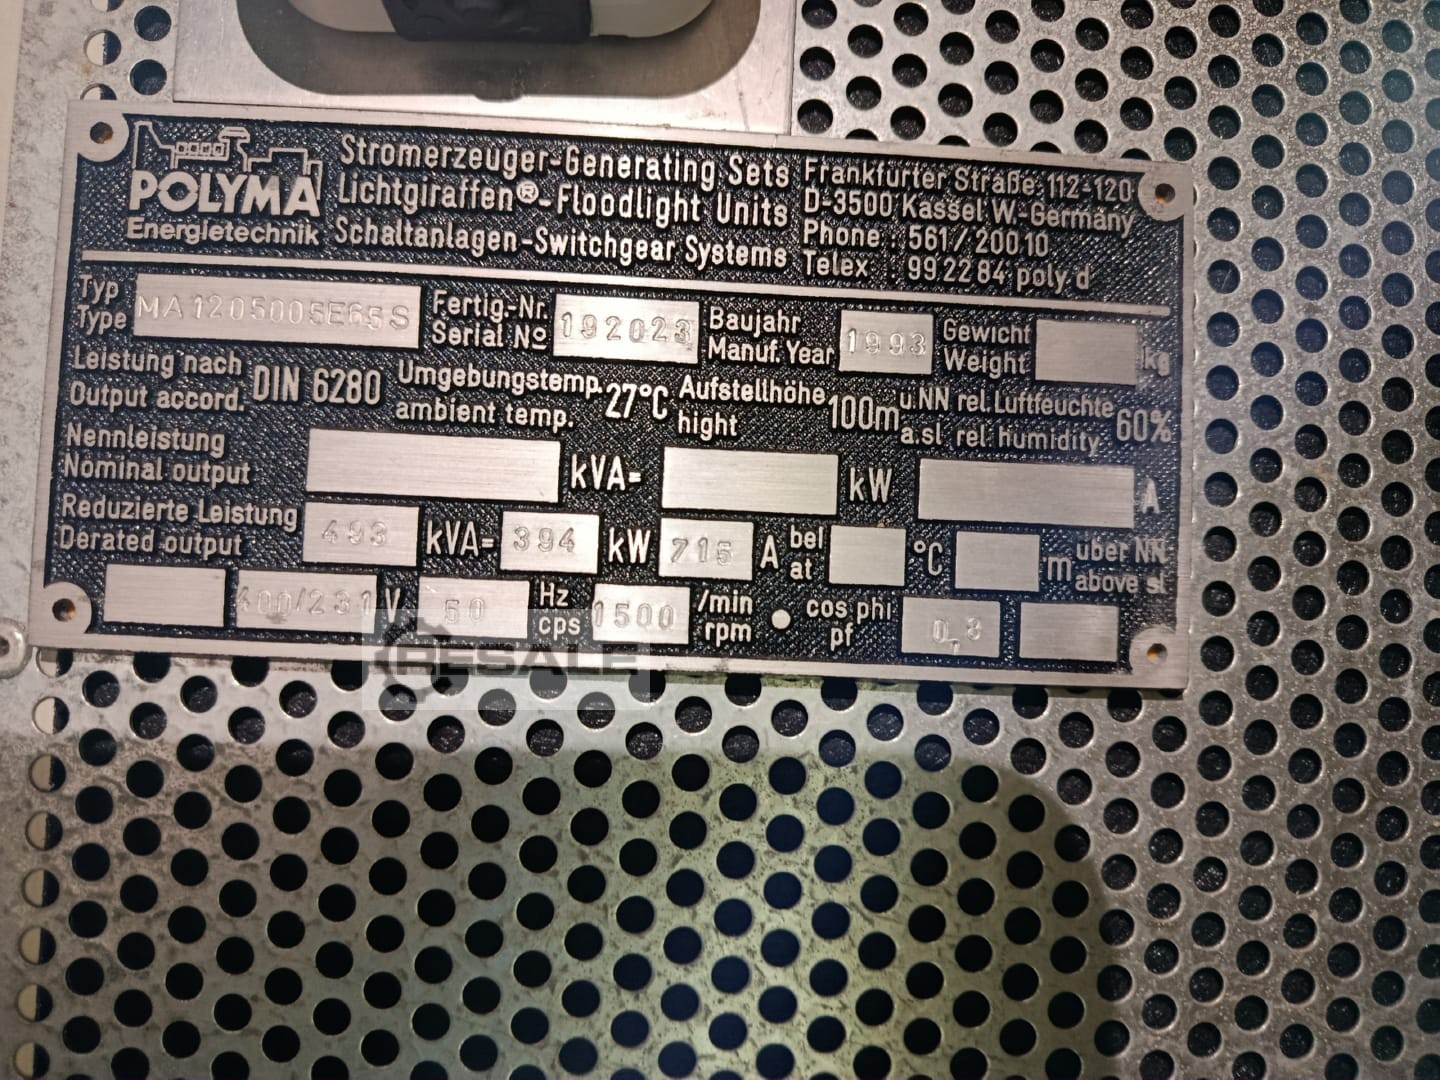 POLYMA
Energietechnik
Stromerzeuger-Generating Sets
Lichtgiraffen®-Floodlight Units
Schaltanlagen-Switchgear Systems
Frankfurter Straße 112-120
D-3500 Kassel W.-Germany
Phone : 561/200.10
Telex : 99 22 84 poly d
Typ
Type MA1205005E65S Fertig.-Nr.
Serial No 192023 Baujahr
Manuf. Year 1993 Gewicht
Weight kg
Leistung nach
Output accord. DIN 6280 Umgebungstemp.
ambient temp. 27°C Aufstellhöhe
hight 100m ü.NN rel. Luftfeuchte
a.sl rel. humidity 60%
Nennleistung
Nominal output kVA= kW A
Reduzierte Leistung
Derated output 493 kVA= 394 kW 715 A bei
at °C m über NN
above sl
400/231 V 50 Hz
cps 1500 /min
rpm cos phi
pf 0,8
RESALE